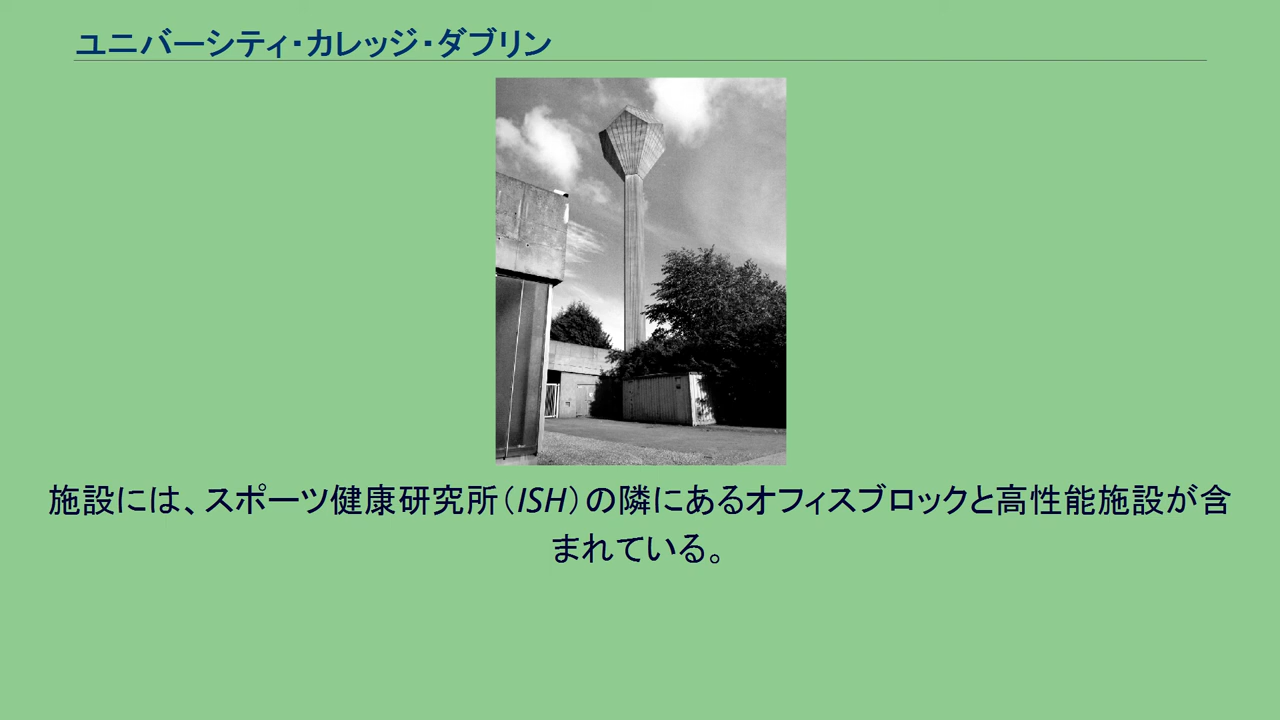 ユニバーシティ・カレッジ・ダブリン
施設には、スポーツ健康研究所（ISH）の隣にあるオフィスブロックと高性能施設が含
まれている。